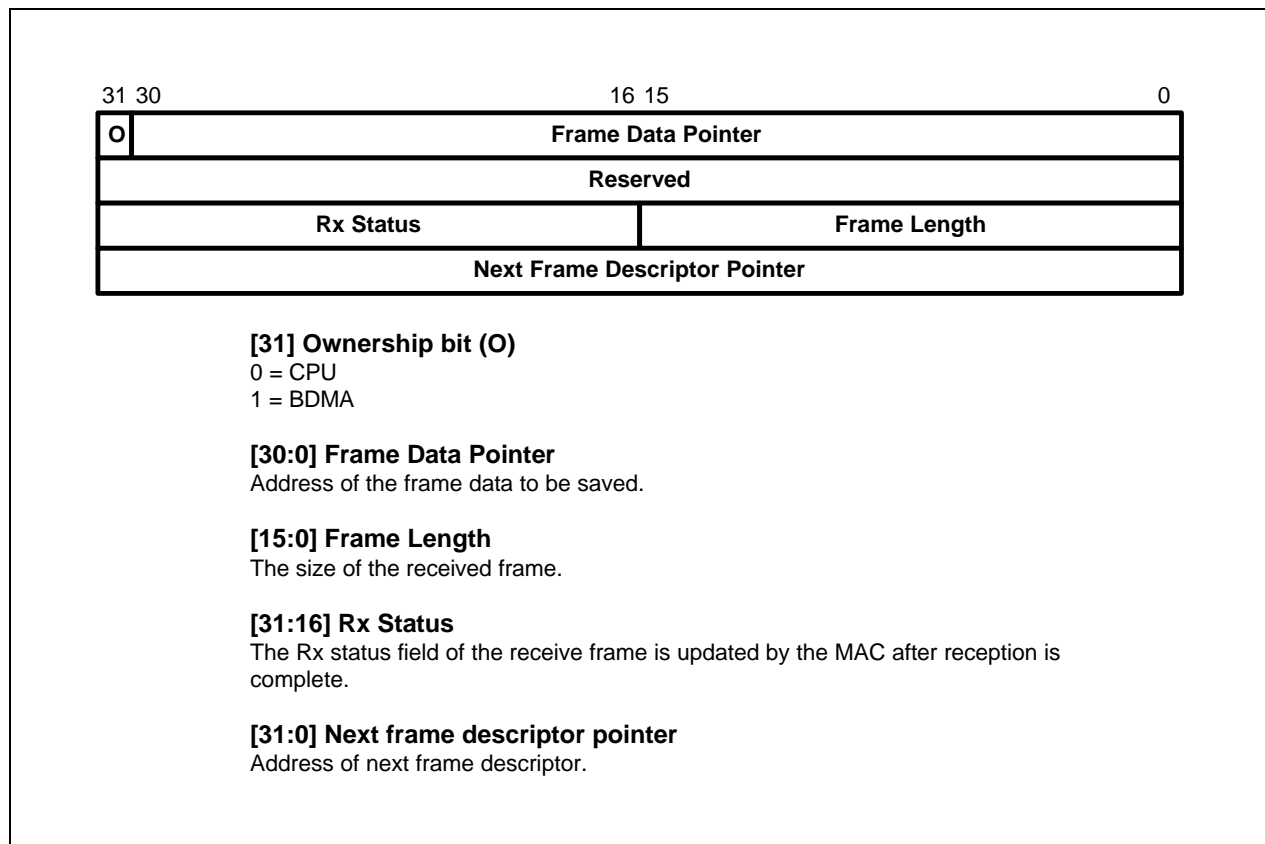 31 30 16 15 0
O Frame Data Pointer
Reserved
Rx Status Frame Length
Next Frame Descriptor Pointer
[31] Ownership bit (O)
0 = CPU
1 = BDMA
[30:0] Frame Data Pointer
Address of the frame data to be saved.
[15:0] Frame Length
The size of the received frame.
[31:16] Rx Status
The Rx status field of the receive frame is updated by the MAC after reception is
complete.
[31:0] Next frame descriptor pointer
Address of next frame descriptor.